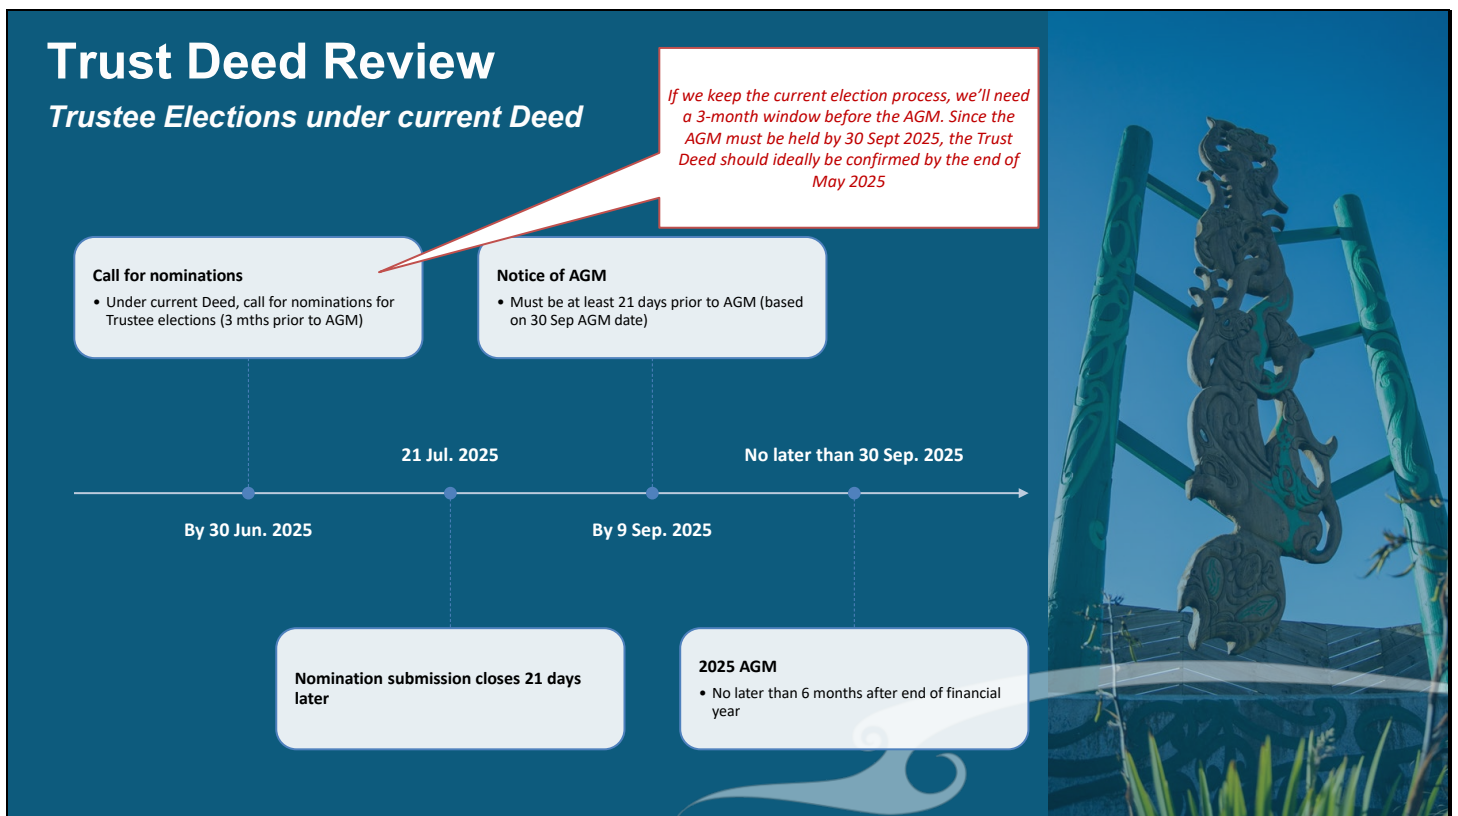 Trust Deed Review
Trustee Elections under current Deed
If we keep the current election process, we’ll need
a 3-month window before the AGM. Since the
AGM must be held by 30 Sept 2025, the Trust
Deed should ideally be confirmed by the end of
May 2025
Call for nominations
• Under current Deed, call for nominations for
Trustee elections (3 mths prior to AGM)
Notice of AGM
• Must be at least 21 days prior to AGM (based
on 30 Sep AGM date)
21 Jul. 2025
No later than 30 Sep. 2025
By 30 Jun. 2025
By 9 Sep. 2025
Nomination submission closes 21 days
later
2025 AGM
• No later than 6 months after end of financial
year